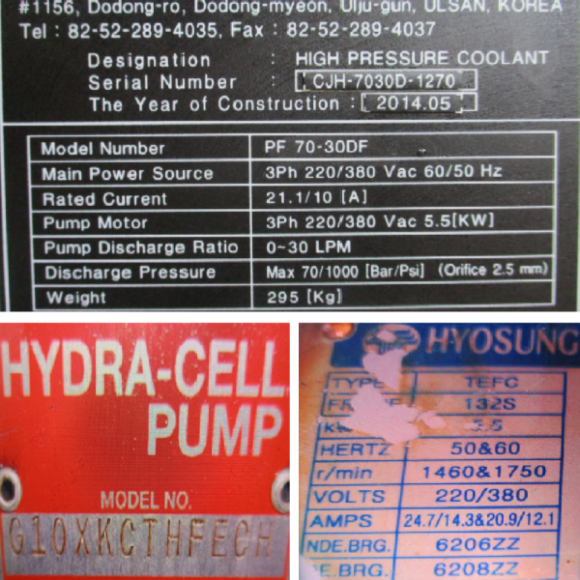 #1156, Dodong-ro, Dodong-myeon, Ulju-gun, ULSAN, KOREA
Tel : 82-52-289-4035, Fax : 82-52-289-4037
Designation : HIGH PRESSURE COOLANT
Serial Number : [ CJH-7030D-1270 ]
The Year of Construction : [ 2014.05 ]
Model Number PF 70-30DF
Main Power Source 3Ph 220/380 Vac 60/50 Hz
Rated Current 21.1/10 [A]
Pump Motor 3Ph 220/380 Vac 5.5[KW]
Pump Discharge Ratio 0~30 LPM
Discharge Pressure Max 70/1000 [Bar/Psi] (Orifice 2.5 mm)
Weight 295 [Kg]
HYDRA-CELL
PUMP
MODEL NO.
G10XKCTHFECH
HYOSUNG
TYPE TEFC
132S
5.5
HERTZ 50&60
r/min 1460&1750
VOLTS 220/380
AMPS 24.7/14.3&20.9/12.1
NDE.BRG. 6206ZZ
E.BRG. 6208ZZ